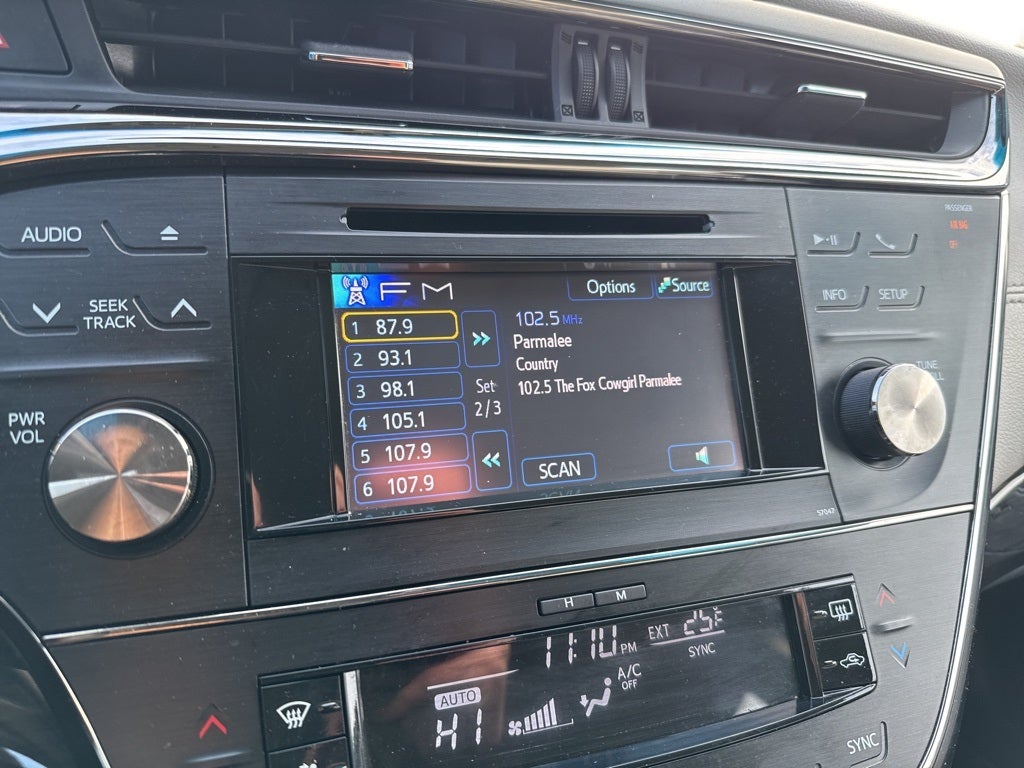 PASSENGER
AUDIO
SEEK
TRACK
PWR
VOL
FM
Options
Source
1 87.9
2 93.1
3 98.1
4 105.1
5 107.9
6 107.9
Set
2/3
102.5 MHz
Parmalee
Country
102.5 The Fox Cowgirl Parmalee
SCAN
INFO
SETUP
57047
H
M
11:10 PM
EXT 25°F
SYNC
A/C
OFF
AUTO
HI
SYNC